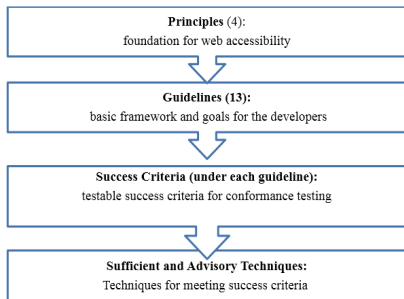 Principles (4):
foundation for web accessibility
Guidelines (13):
basic framework and goals for the developers
Success Criteria (under each guideline):
testable success criteria for conformance testing
Sufficient and Advisory Techniques:
Techniques for meeting success criteria